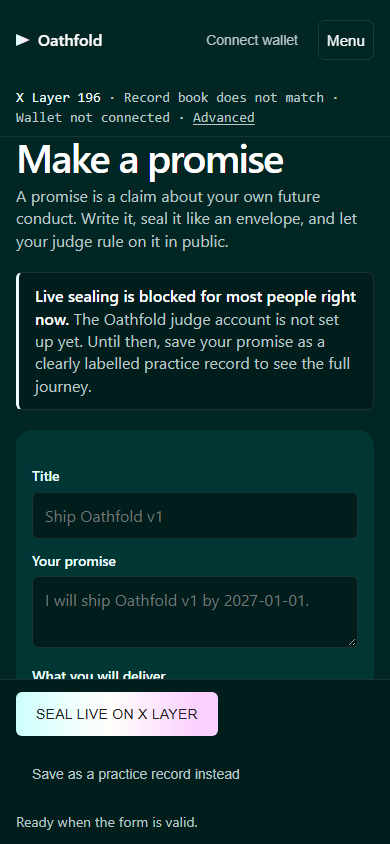 Oathfold
Connect wallet
Menu
X Layer 196 · Record book does not match ·
Wallet not connected · Advanced
Make a promise
A promise is a claim about your own future
conduct. Write it, seal it like an envelope, and let
your judge rule on it in public.
Live sealing is blocked for most people right
now. The Oathfold judge account is not set
up yet. Until then, save your promise as a
clearly labelled practice record to see the full
journey.
Title
Ship Oathfold v1
Your promise
I will ship Oathfold v1 by 2027-01-01.
What you will deliver
SEAL LIVE ON X LAYER
Save as a practice record instead
Ready when the form is valid.